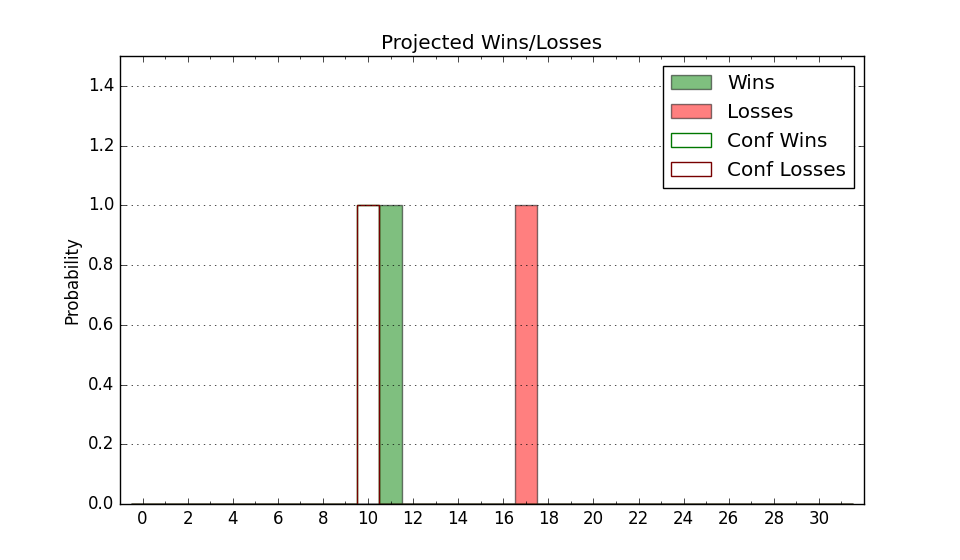 Projected Wins/Losses
Wins
Losses
Conf Wins
Conf Losses
Probability
1.4
1.2
1.0
0.8
0.6
0.4
0.2
0.0
0 2 4 6 8 10 12 14 16 18 20 22 24 26 28 30